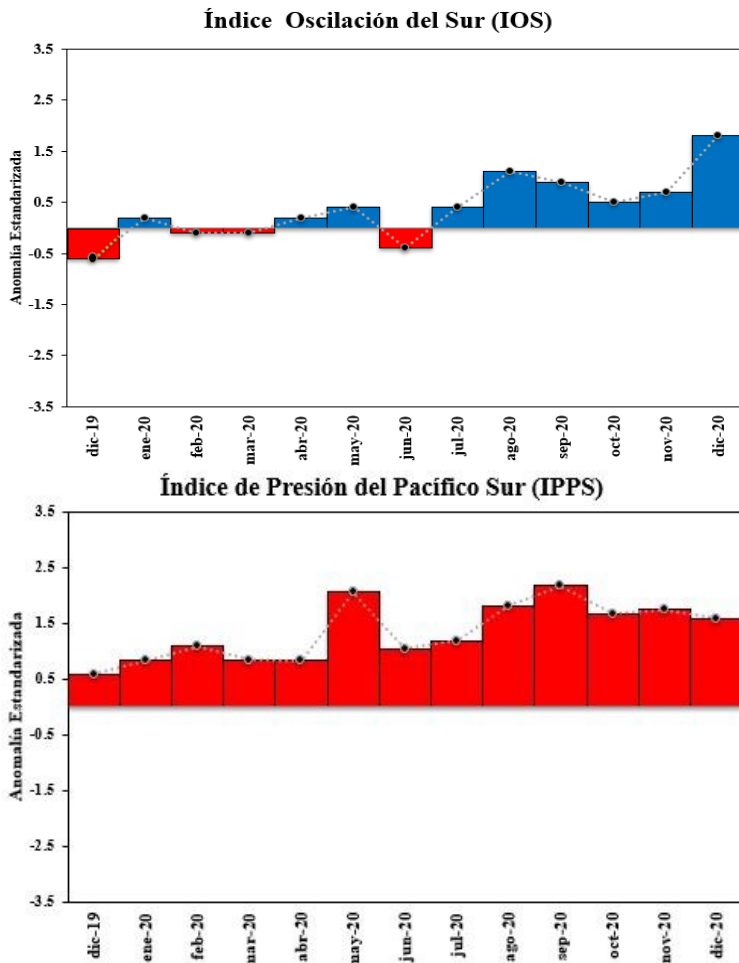 Índice Oscilación del Sur (IOS)
Anomalía Estandarizada
3.5
2.5
1.5
0.5
-0.5
-1.5
-2.5
-3.5
dic-19
ene-20
feb-20
mar-20
abr-20
may-20
jun-20
jul-20
ago-20
sep-20
oct-20
nov-20
dic-20
Índice de Presión del Pacífico Sur (IPPS)
Anomalía Estandarizada
3.5
2.5
1.5
0.5
-0.5
-1.5
-2.5
-3.5
dic-19
ene-20
feb-20
mar-20
abr-20
may-20
jun-20
jul-20
ago-20
sep-20
oct-20
nov-20
dic-20